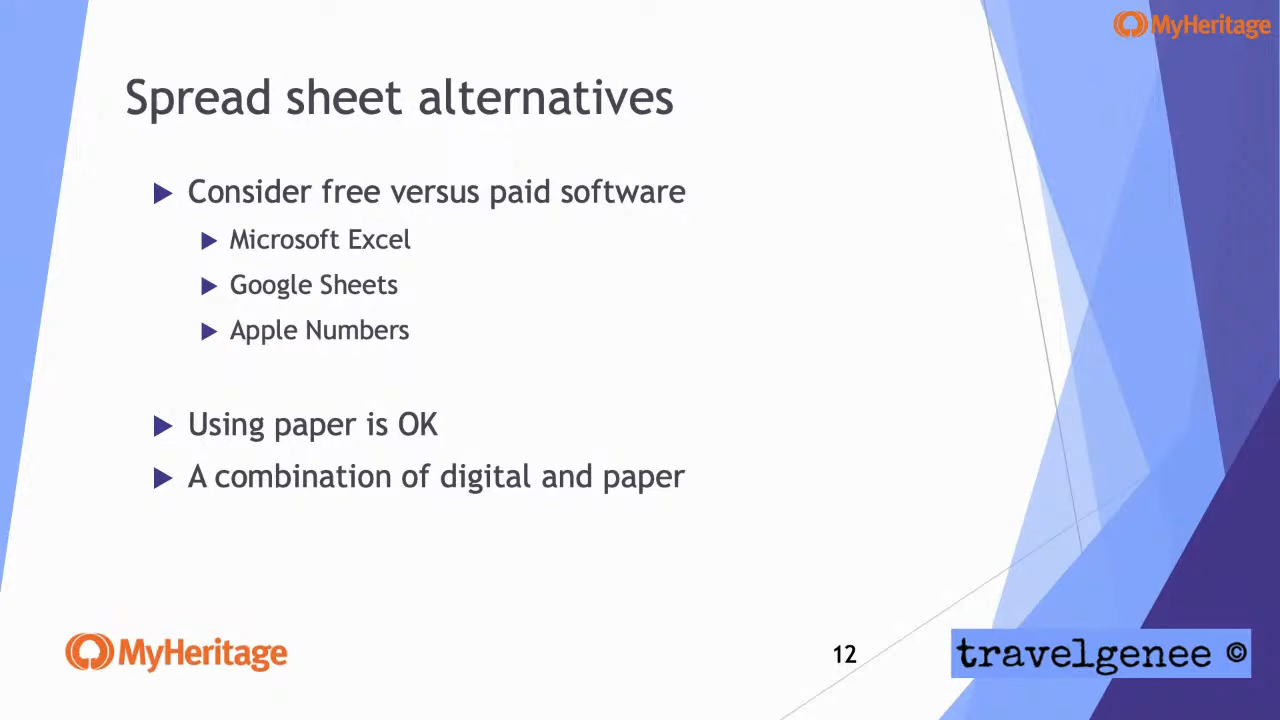 MyHeritage
Spread sheet alternatives
Consider free versus paid software
Microsoft Excel
Google Sheets
Apple Numbers
Using paper is OK
A combination of digital and paper
MyHeritage
12
travelgenee ©